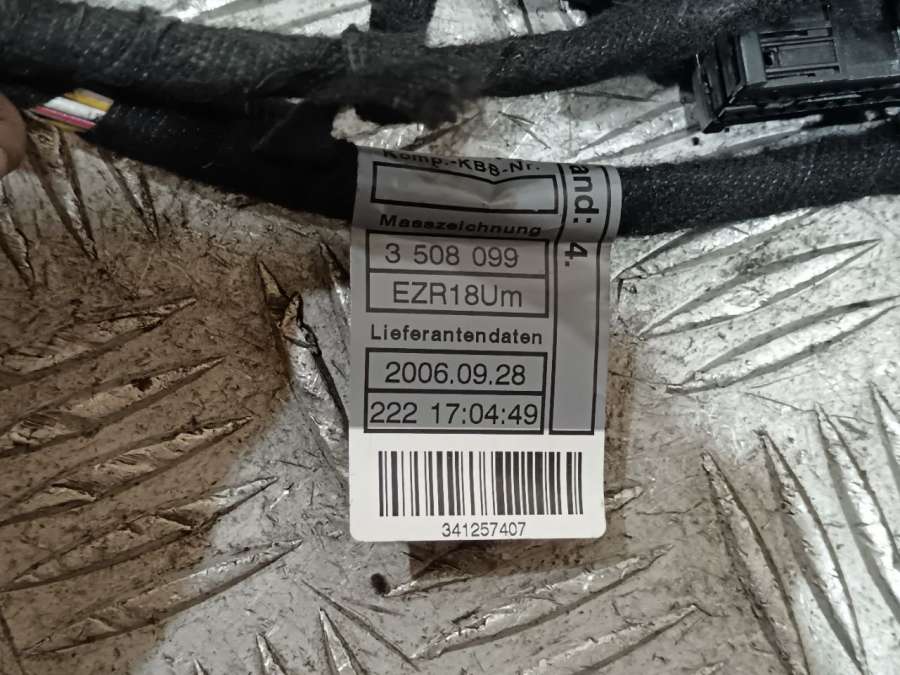 Komp.-KBB-Nr.
Masszeichnung
3 508 099
EZR18Um
Lieferantendaten
2006.09.28
222 17:04:49
and: 4.
341257407